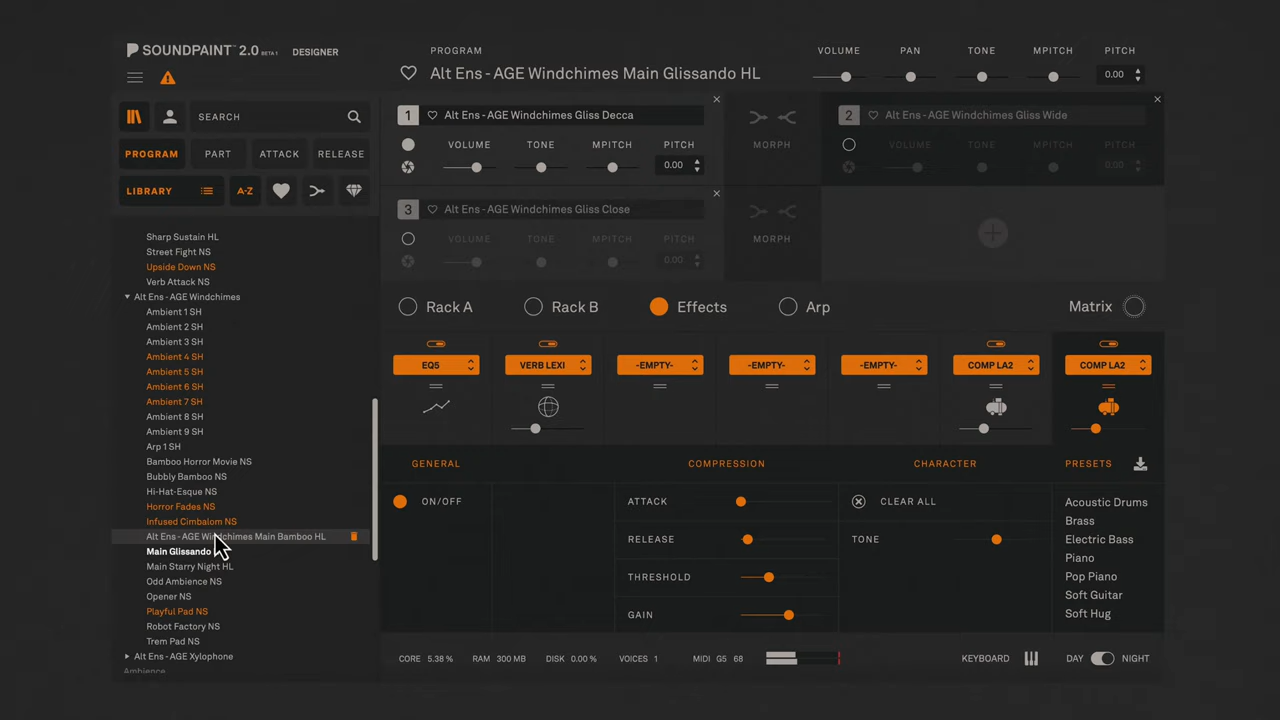 SOUNDPAINT™ 2.0 BETA 1 DESIGNER
PROGRAM
Alt Ens - AGE Windchimes Main Glissando HL
VOLUME PAN TONE MPITCH PITCH
0.00
SEARCH
PROGRAM PART ATTACK RELEASE
LIBRARY A-Z
Sharp Sustain HL
Street Fight NS
Upside Down NS
Verb Attack NS
Alt Ens - AGE Windchimes
Ambient 1 SH
Ambient 2 SH
Ambient 3 SH
Ambient 4 SH
Ambient 5 SH
Ambient 6 SH
Ambient 7 SH
Ambient 8 SH
Ambient 9 SH
Arp 1 SH
Bamboo Horror Movie NS
Bubbly Bamboo NS
Hi-Hat-Esque NS
Horror Fades NS
Infused Cimbalom NS
Alt Ens - AGE Windchimes Main Bamboo HL
Main Glissando
Main Starry Night HL
Odd Ambience NS
Opener NS
Playful Pad NS
Robot Factory NS
Trem Pad NS
Alt Ens - AGE Xylophone
Ambience
1 Alt Ens - AGE Windchimes Gliss Decca
VOLUME TONE MPITCH PITCH
0.00
MORPH
2 Alt Ens - AGE Windchimes Gliss Wide
VOLUME TONE MPITCH PITCH
0.00
3 Alt Ens - AGE Windchimes Gliss Close
VOLUME TONE MPITCH PITCH
0.00
MORPH
Rack A Rack B Effects Arp Matrix
EQ5 VERB LEXI -EMPTY- -EMPTY- -EMPTY- COMP LA2 COMP LA2
GENERAL COMPRESSION CHARACTER PRESETS
ON/OFF
ATTACK
RELEASE
THRESHOLD
GAIN
CLEAR ALL
TONE
Acoustic Drums
Brass
Electric Bass
Piano
Pop Piano
Soft Guitar
Soft Hug
CORE 5.38 % RAM 300 MB DISK 0.00 % VOICES 1 MIDI G5 68 KEYBOARD DAY NIGHT